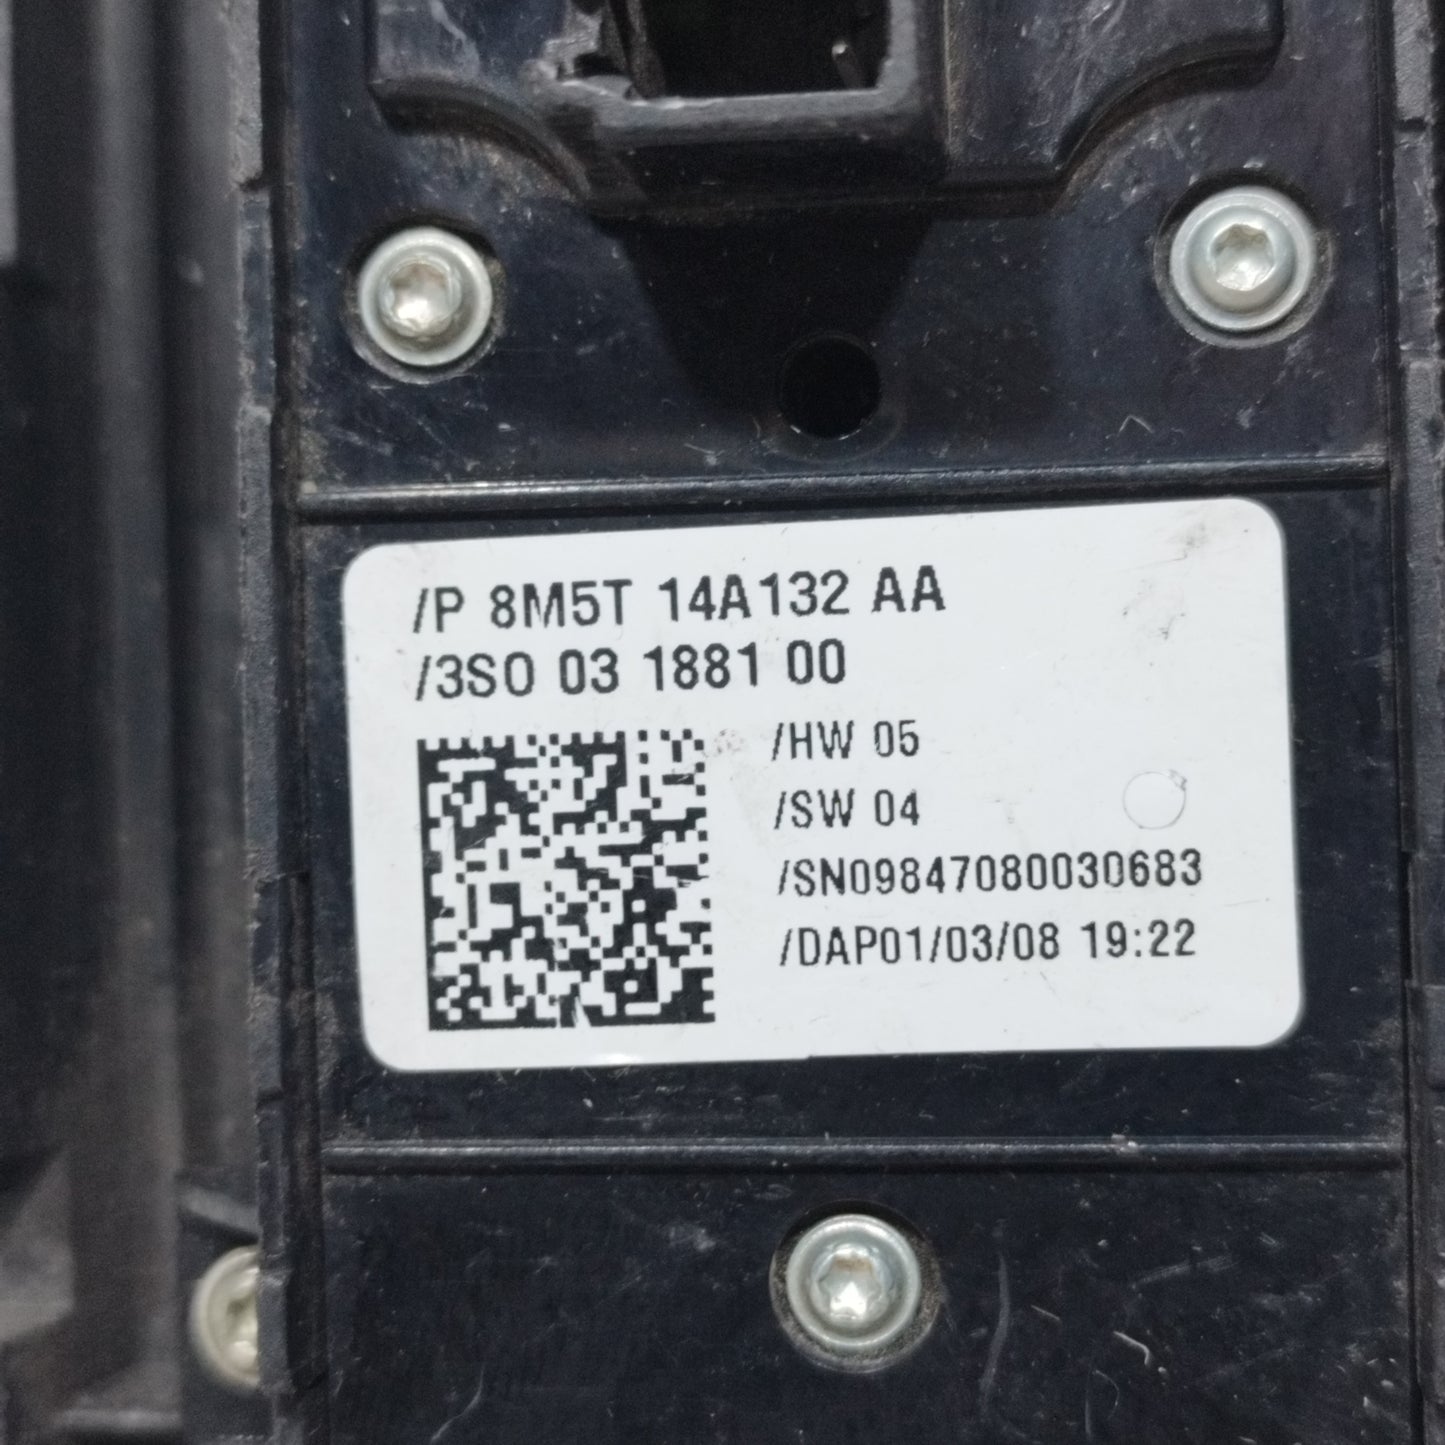 /P 8M5T 14A132 AA
/3S0 03 1881 00
/HW 05
/SW 04
/SN09847080030683
/DAP01/03/08 19:22